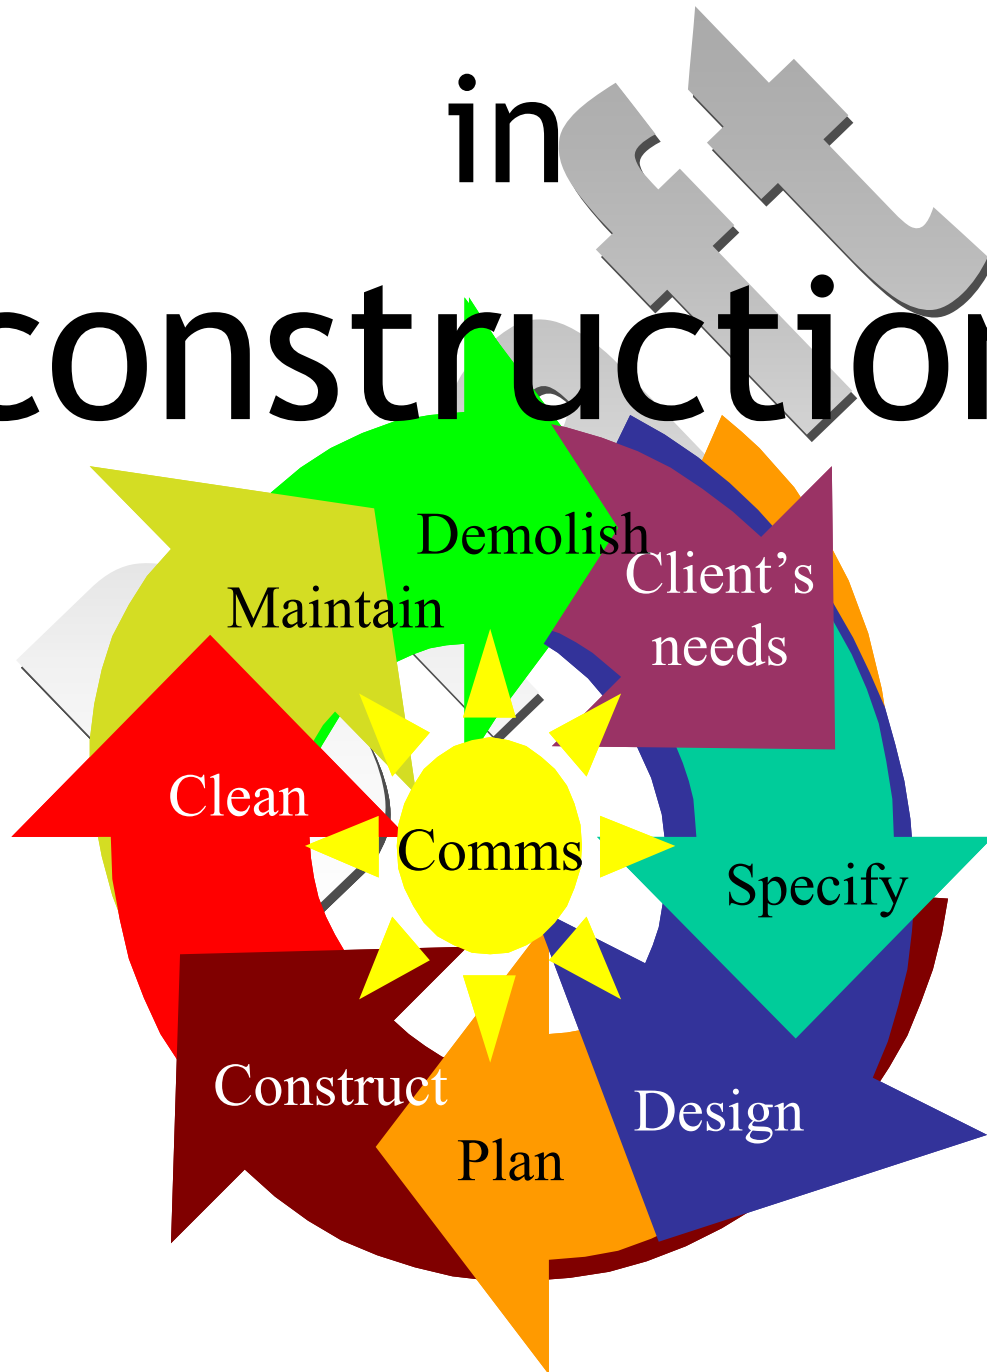 in
construction
Demolish
Client’s
needs
Maintain
Clean
Comms
Specify
Construct
Design
Plan